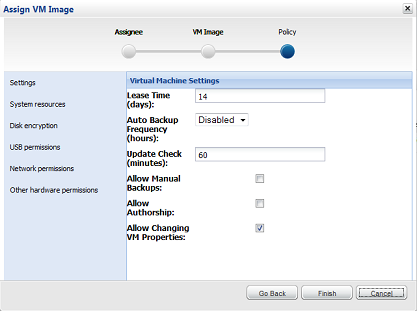 Assign VM Image
Assignee
VM Image
Policy
Settings
System resources
Disk encryption
USB permissions
Network permissions
Other hardware permissions
Virtual Machine Settings
Lease Time
(days):
14
Auto Backup
Frequency
(hours):
Disabled
Update Check
(minutes):
60
Allow Manual
Backups:
Allow
Authorship:
Allow Changing
VM Properties:
Go Back
Finish
Cancel